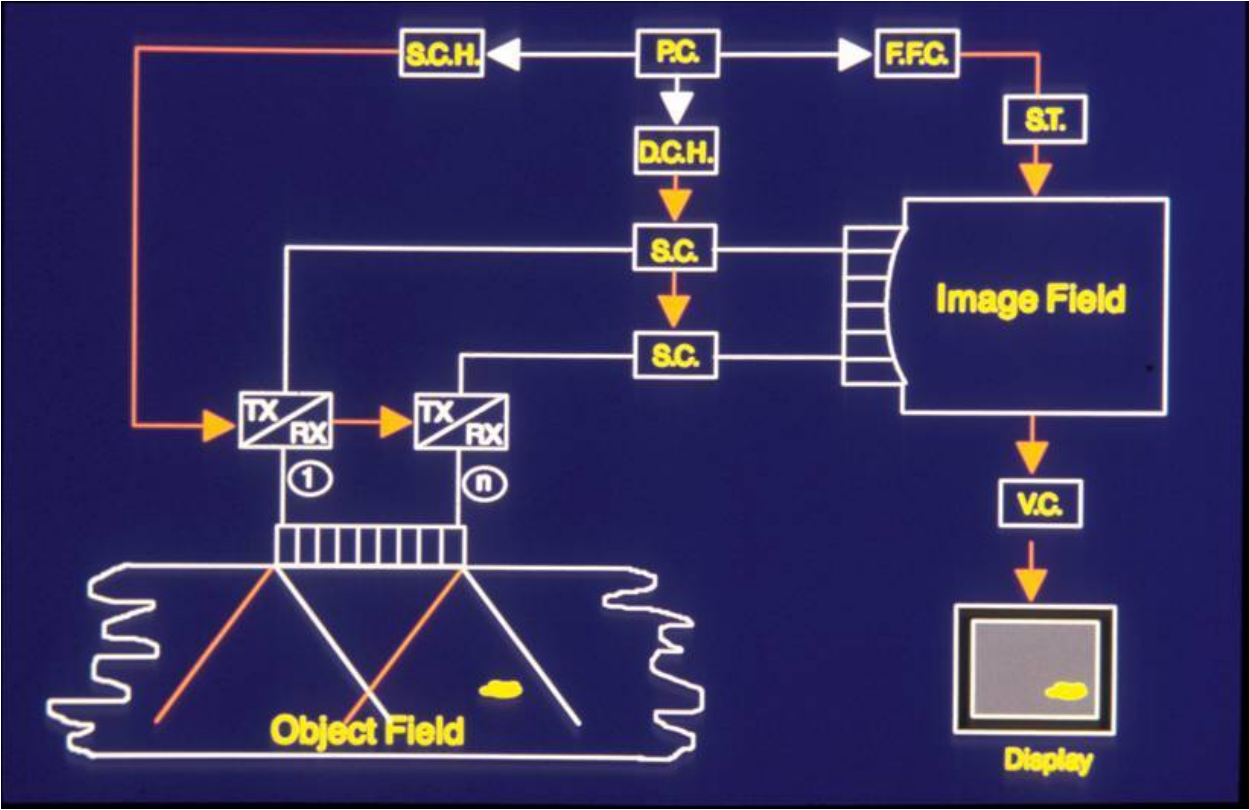 S.C.H.
P.C.
F.F.C.
S.T.
D.C.H.
S.C.
Image Field
S.C.
TX
RX
TX
RX
1
n
V.C.
Object Field
Display